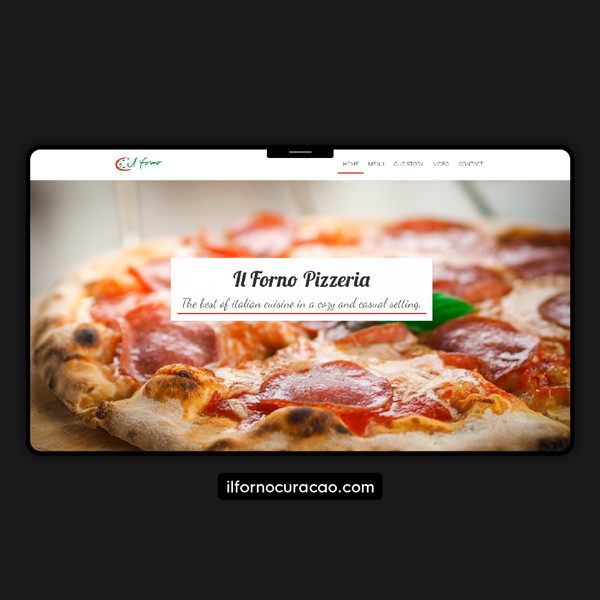 il forno
HOME MENU OUR STORY VIDEO CONTACT
Il Forno Pizzeria
The best of italian cuisine in a cozy and casual setting.
ilfornocuracao.com